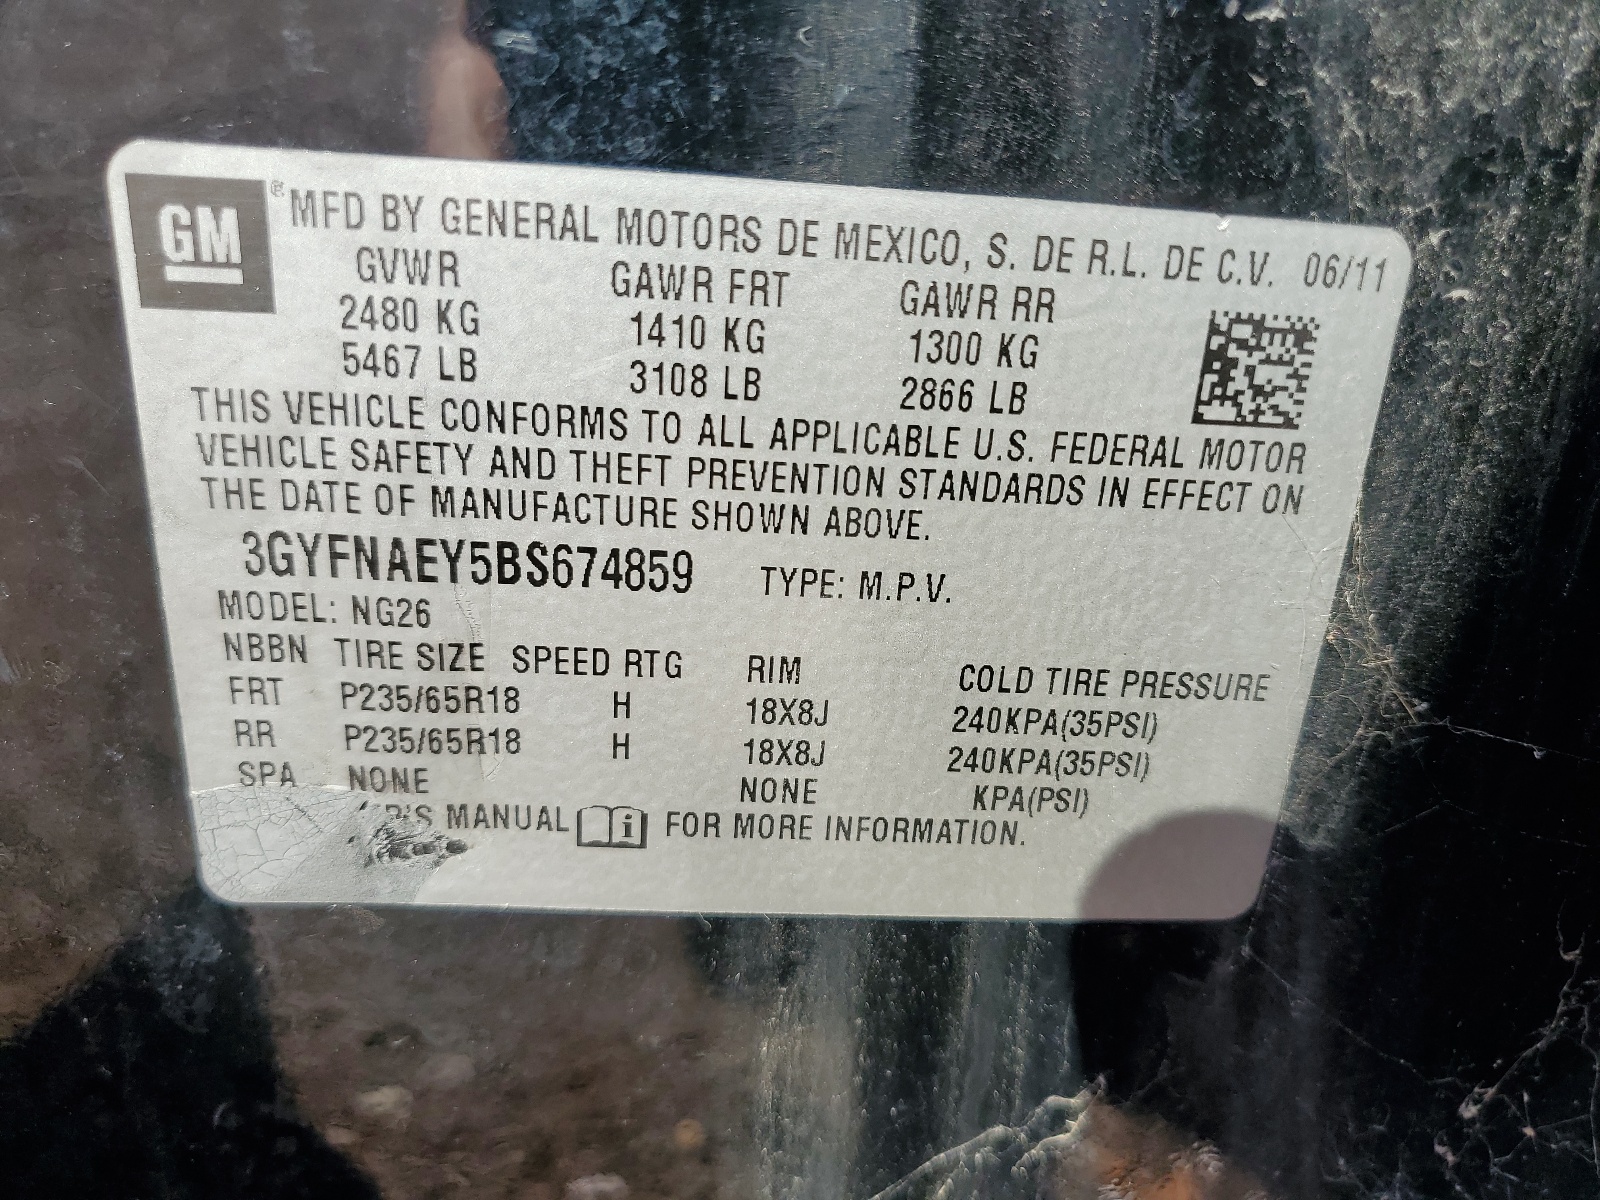 GM ® MFD BY GENERAL MOTORS DE MEXICO, S. DE R.L. DE C.V. 06/11
GVWR GAWR FRT GAWR RR
2480 KG 1410 KG 1300 KG
5467 LB 3108 LB 2866 LB
THIS VEHICLE CONFORMS TO ALL APPLICABLE U.S. FEDERAL MOTOR
VEHICLE SAFETY AND THEFT PREVENTION STANDARDS IN EFFECT ON
THE DATE OF MANUFACTURE SHOWN ABOVE.
3GYFNAEY5BS674859 TYPE: M.P.V.
MODEL: NG26
NBBN TIRE SIZE SPEED RTG RIM COLD TIRE PRESSURE
FRT P235/65R18 H 18X8J 240KPA(35PSI)
RR P235/65R18 H 18X8J 240KPA(35PSI)
SPA NONE NONE KPA(PSI)
MANUAL i FOR MORE INFORMATION.